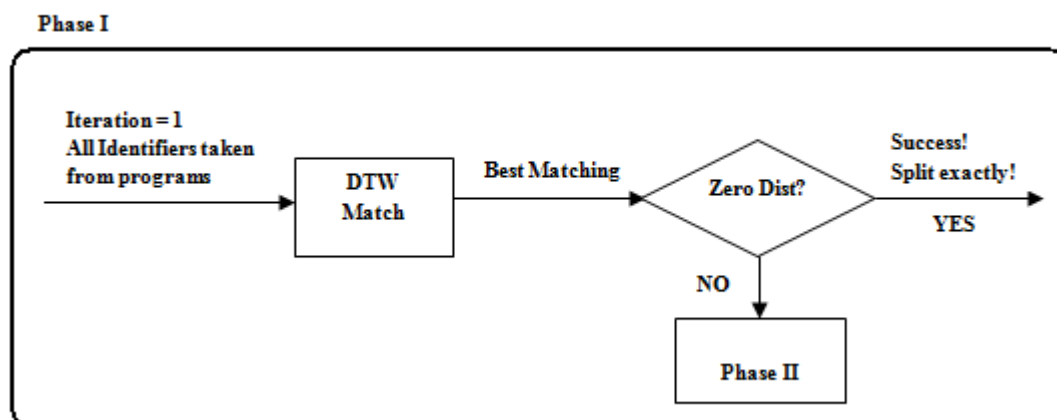 Phase I
Iteration = 1
All Identifiers taken
from programs
DTW
Match
Best Matching
Zero Dist?
Success!
Split exactly!
YES
NO
Phase II